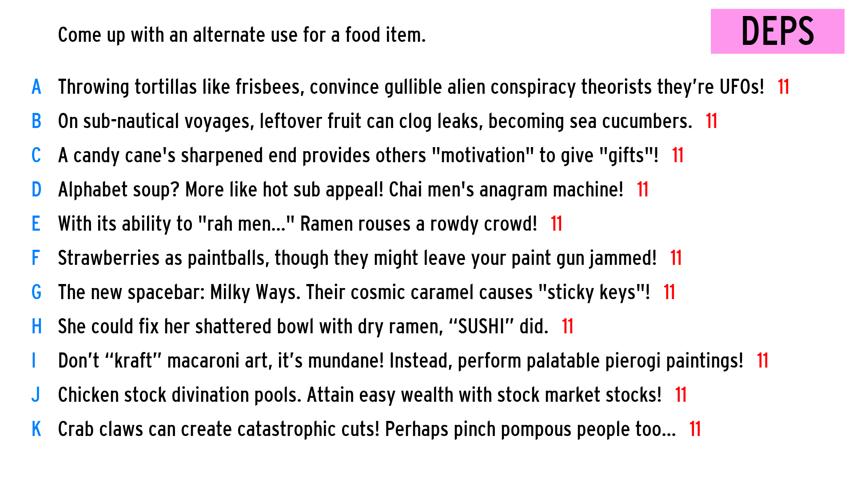 Come up with an alternate use for a food item.
DEPS
A Throwing tortillas like frisbees, convince gullible alien conspiracy theorists they’re UFOs! 11
B On sub-nautical voyages, leftover fruit can clog leaks, becoming sea cucumbers. 11
C A candy cane's sharpened end provides others "motivation" to give "gifts"! 11
D Alphabet soup? More like hot sub appeal! Chai men's anagram machine! 11
E With its ability to "rah men..." Ramen rouses a rowdy crowd! 11
F Strawberries as paintballs, though they might leave your paint gun jammed! 11
G The new spacebar: Milky Ways. Their cosmic caramel causes "sticky keys"! 11
H She could fix her shattered bowl with dry ramen, “SUSHI” did. 11
I Don’t “kraft” macaroni art, it’s mundane! Instead, perform palatable pierogi paintings! 11
J Chicken stock divination pools. Attain easy wealth with stock market stocks! 11
K Crab claws can create catastrophic cuts! Perhaps pinch pompous people too... 11